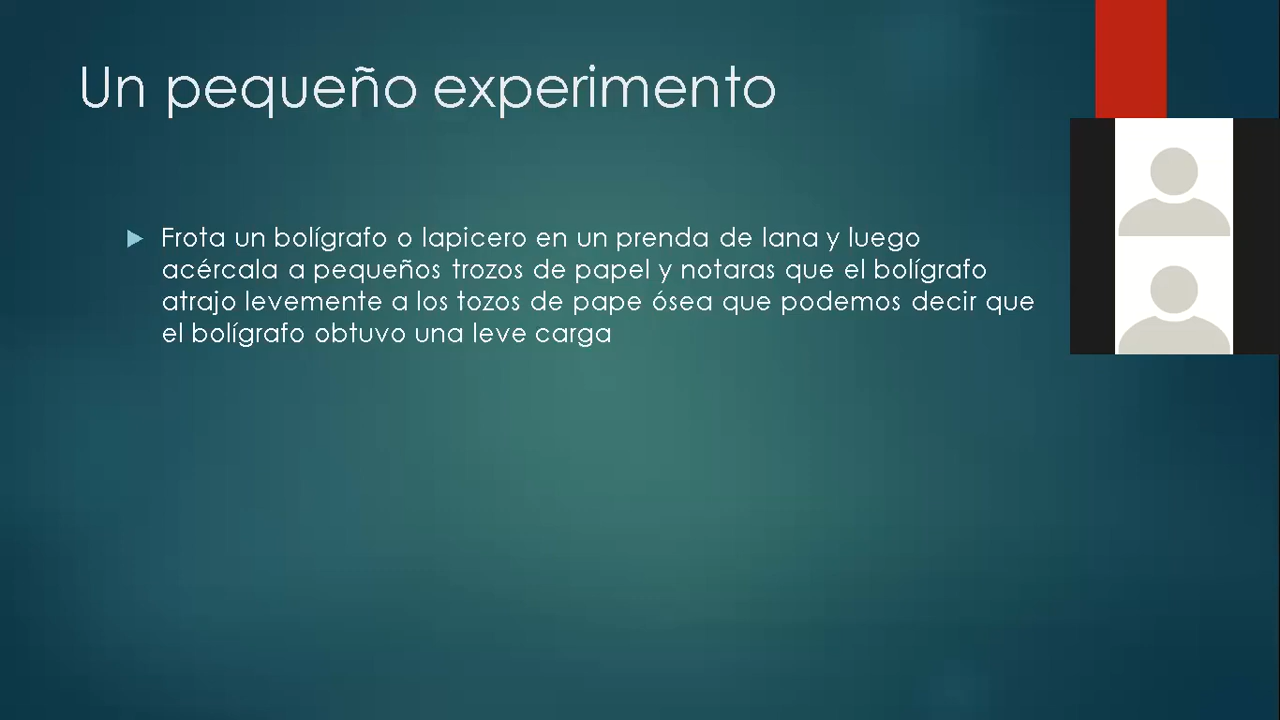 Un pequeño experimento
Frota un bolígrafo o lapicero en un prenda de lana y luego
acércala a pequeños trozos de papel y notaras que el bolígrafo
atrajo levemente a los tozos de pape ósea que podemos decir que
el bolígrafo obtuvo una leve carga